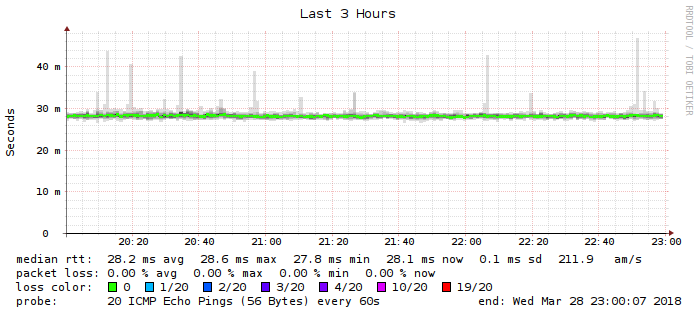 Last 3 Hours
RRDTOOL / TOBI OETIKER
Seconds
40 m
30 m
20 m
10 m
0
20:20 20:40 21:00 21:20 21:40 22:00 22:20 22:40 23:00
median rtt: 28.2 ms avg 28.6 ms max 27.8 ms min 28.1 ms now 0.1 ms sd 211.9 am/s
packet loss: 0.00 % avg 0.00 % max 0.00 % min 0.00 % now
loss color: 0 1/20 2/20 3/20 4/20 10/20 19/20
probe: 20 ICMP Echo Pings (56 Bytes) every 60s end: Wed Mar 28 23:00:07 2018